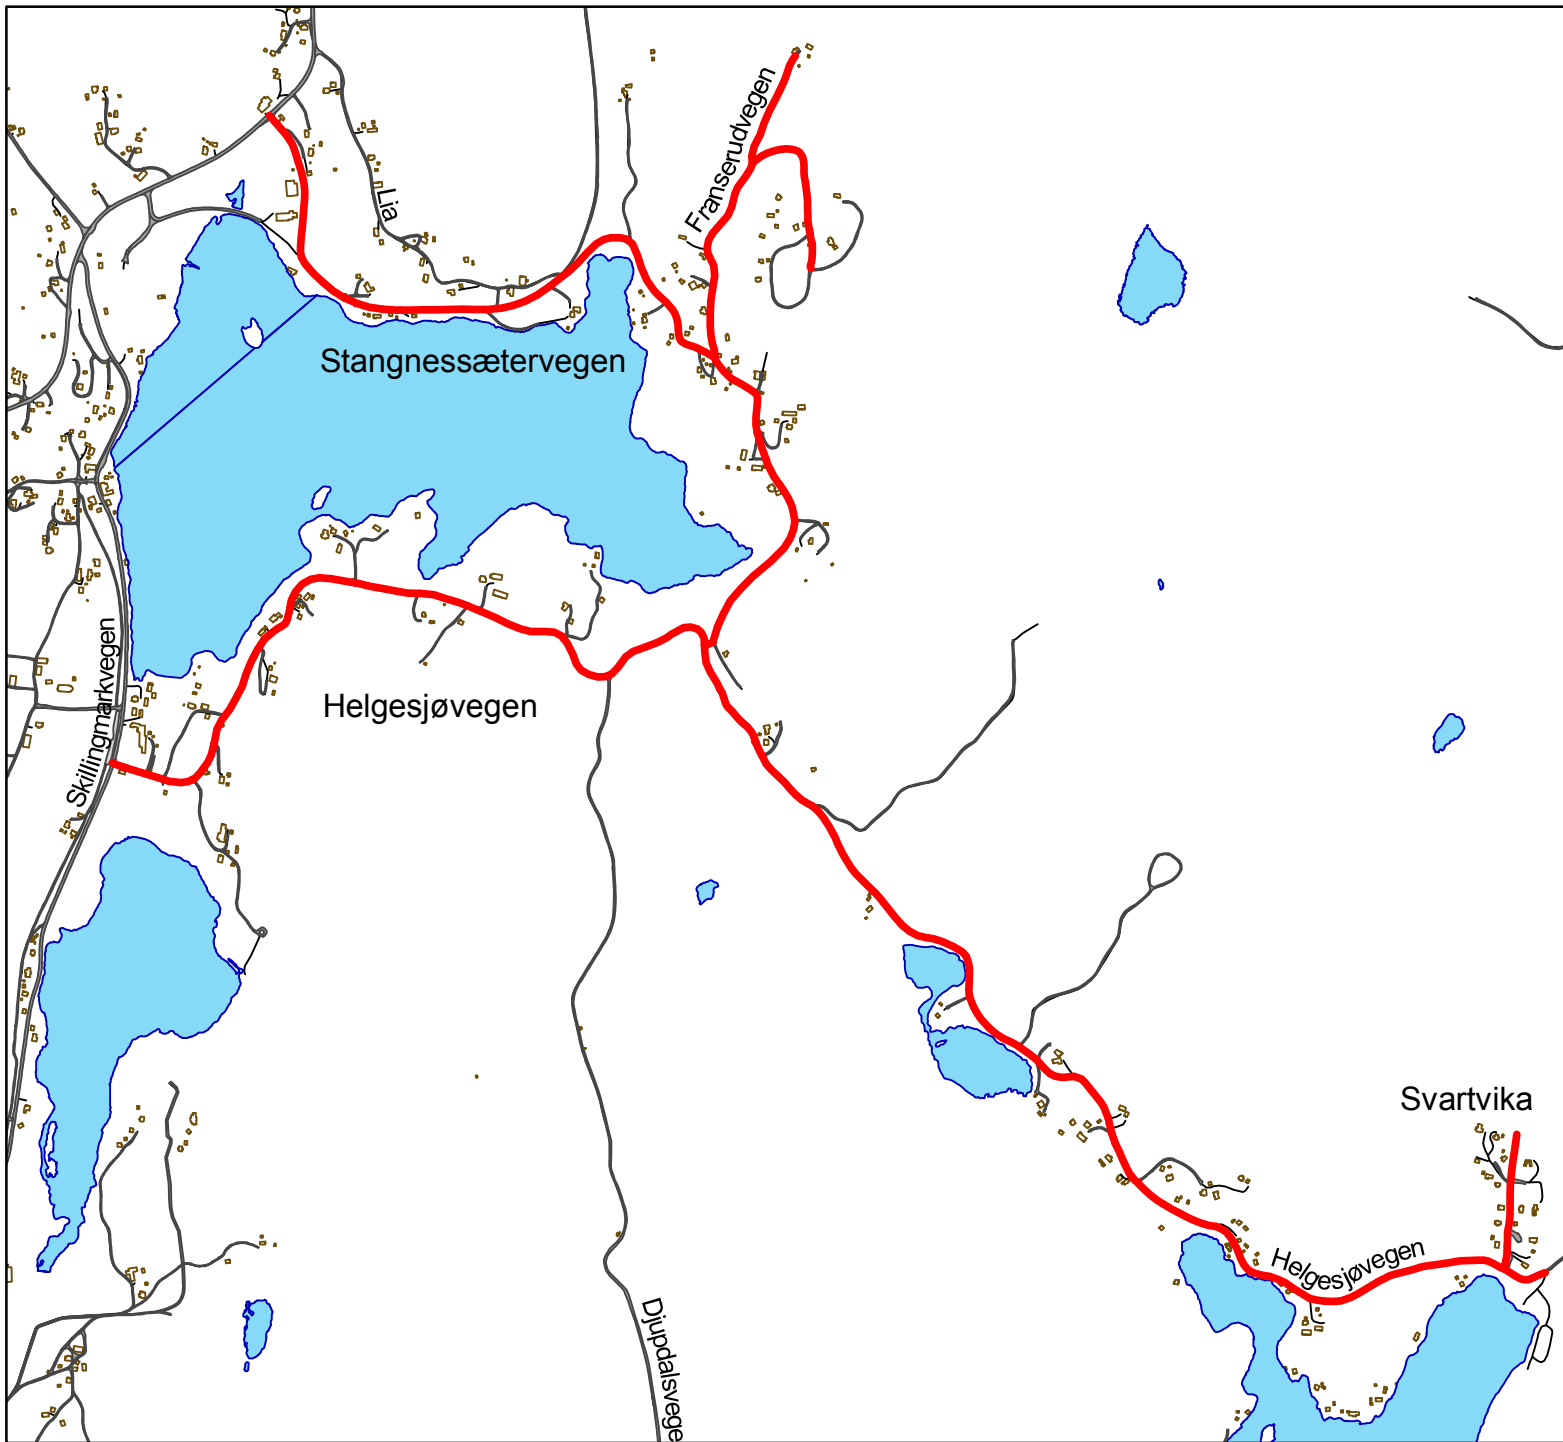 Franserudvegen
Lia
Stangnessætervegen
Skillingmarkvegen
Helgesjøvegen
Svartvika
Helgesjøvegen
Djupdalsvege